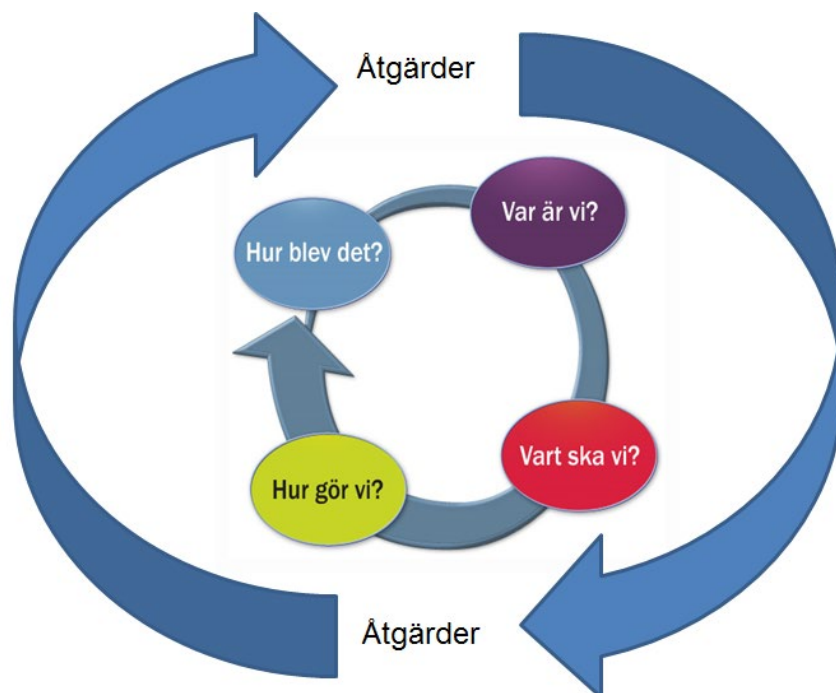 Åtgärder
Var är vi?
Hur blev det?
Vart ska vi?
Hur gör vi?
Åtgärder